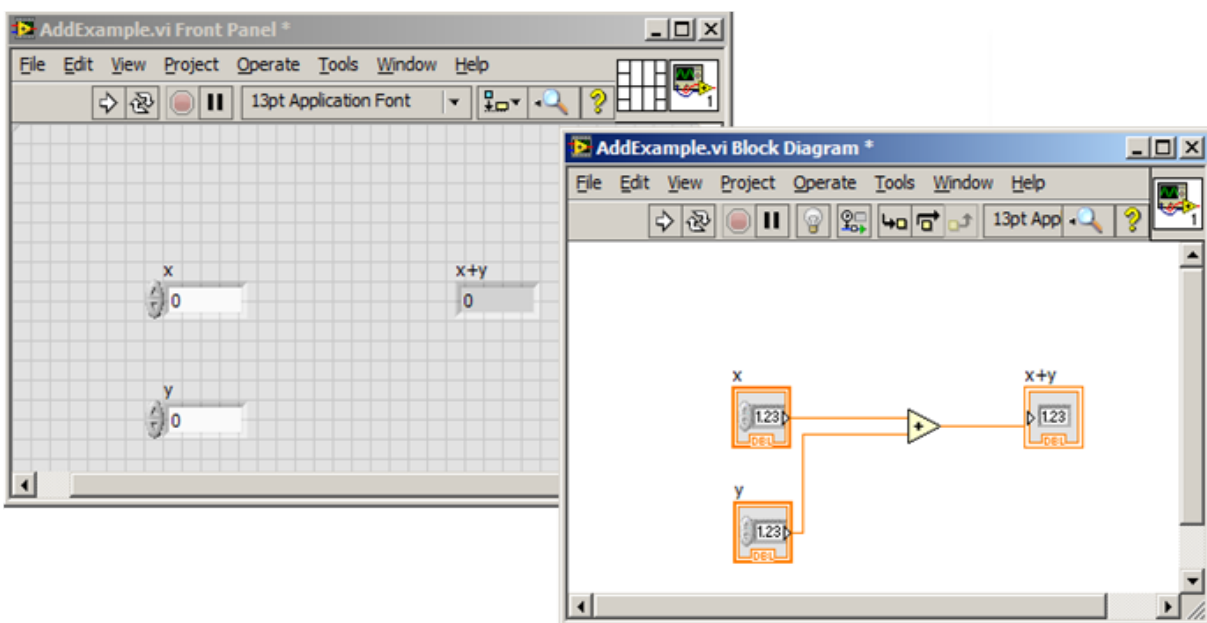 AddExample.vi Front Panel *
File Edit View Project Operate Tools Window Help
13pt Application Font
1
x
0
x+y
0
y
0
AddExample.vi Block Diagram *
File Edit View Project Operate Tools Window Help
13pt App
1
x
1.23
DBL
x+y
1.23
DBL
y
1.23
DBL